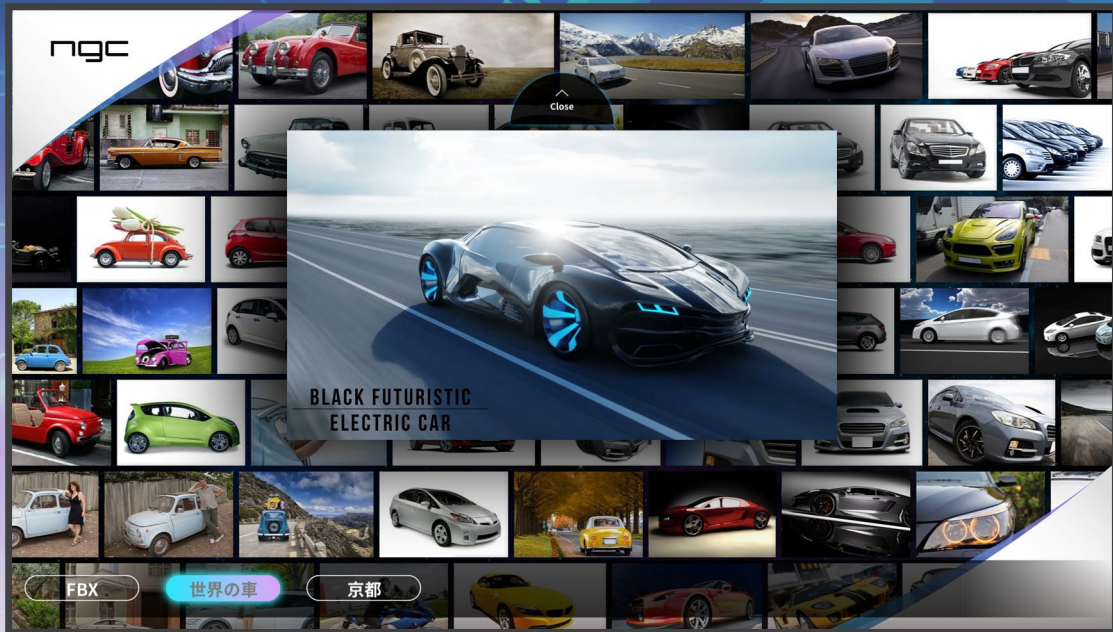 ngc
Close
BLACK FUTURISTIC
ELECTRIC CAR
FBX
世界の車
京都